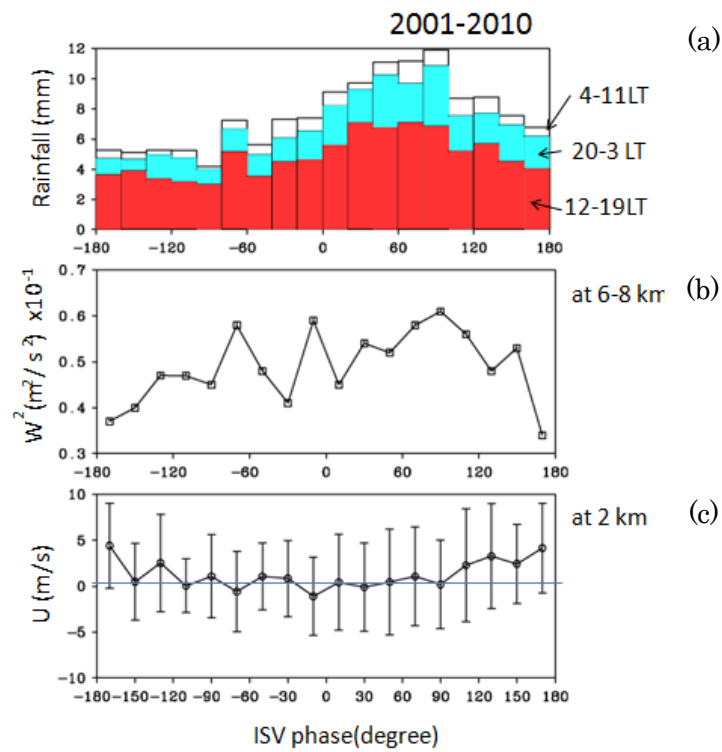 2001-2010
(a)
12
10
8
6
4
2
0
Rainfall (mm)
4-11LT
20-3 LT
12-19LT
-180 -120 -60 0 60 120 180
(b)
at 6-8 km
0.7
0.6
0.5
0.4
0.3
W² (m²/s²) x10⁻¹
-180 -120 -60 0 60 120 180
(c)
at 2 km
10
5
0
-5
-10
U (m/s)
-180 -150 -120 -90 -60 -30 0 30 60 90 120 150 180
ISV phase(degree)